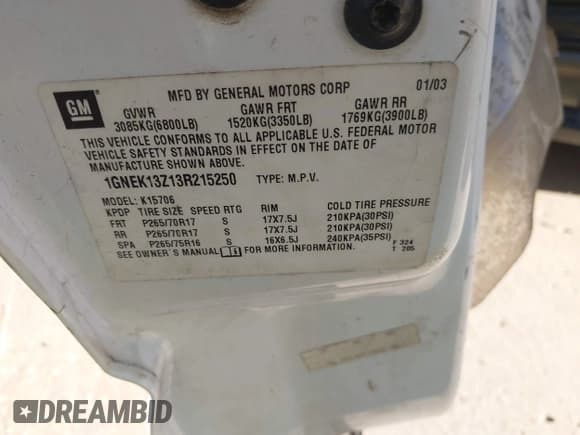 GM
MFD BY GENERAL MOTORS CORP 01/03
GVWR GAWR FRT GAWR RR
3085KG(6800LB) 1520KG(3350LB) 1769KG(3900LB)
THIS VEHICLE CONFORMS TO ALL APPLICABLE U.S. FEDERAL MOTOR
VEHICLE SAFETY STANDARDS IN EFFECT ON THE DATE OF
MANUFACTURE SHOWN ABOVE.
1GNEK13Z13R215250 TYPE: M.P.V.
MODEL: K15706
KPDP TIRE SIZE SPEED RTG RIM COLD TIRE PRESSURE
FRT P265/70R17 S 17X7.5J 210KPA(30PSI)
RR P265/70R17 S 17X7.5J 210KPA(30PSI)
SPA P265/75R16 S 16X6.5J 240KPA(35PSI)
SEE OWNER'S MANUAL FOR MORE INFORMATION.
F 324
T 205
DREAMBID